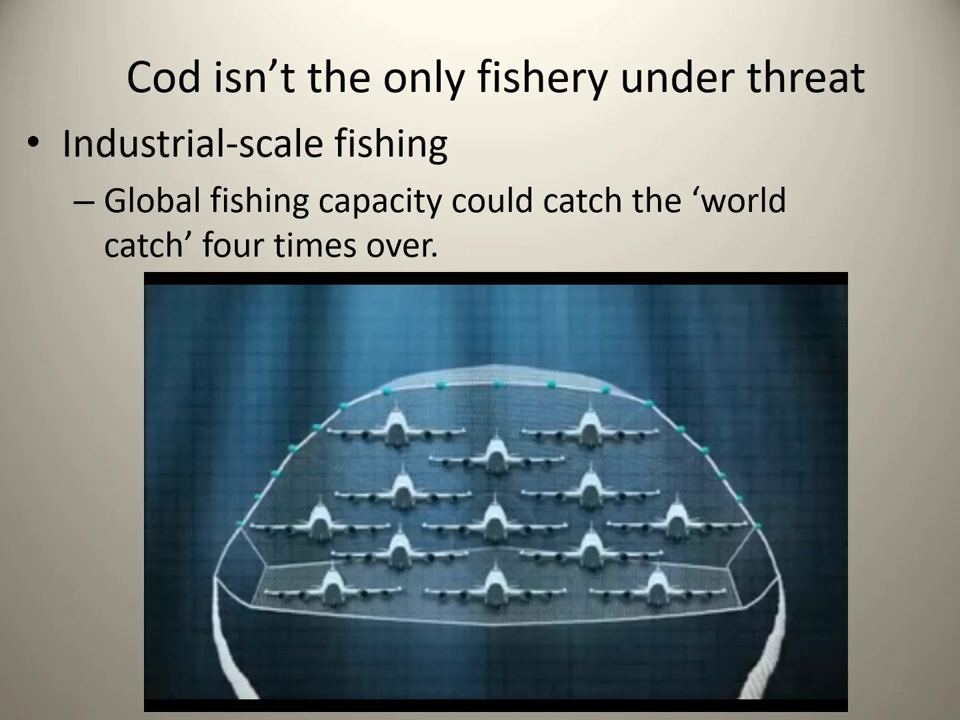 Cod isn’t the only fishery under threat
• Industrial-scale fishing
– Global fishing capacity could catch the ‘world
catch’ four times over.